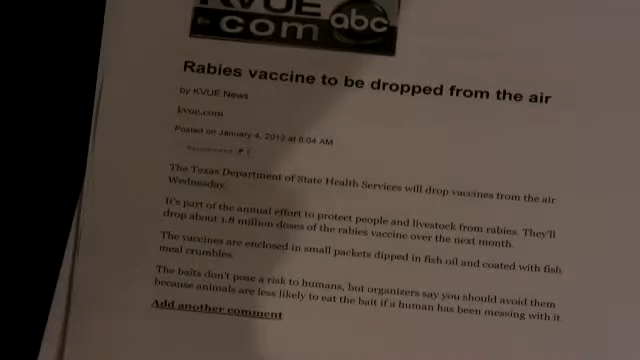 KVUE
com abc
Rabies vaccine to be dropped from the air
by KVUE News
kvue.com
Posted on January 4, 2012 at 8:04 AM
Recommend
The Texas Department of State Health Services will drop vaccines from the air
Wednesday.
It's part of the annual effort to protect people and livestock from rabies. They'll
drop about 1.8 million doses of the rabies vaccine over the next month.
The vaccines are enclosed in small packets dipped in fish oil and coated with fish
meal crumbles.
The baits don't pose a risk to humans, but organizers say you should avoid them
because animals are less likely to eat the bait if a human has been messing with it.
Add another comment